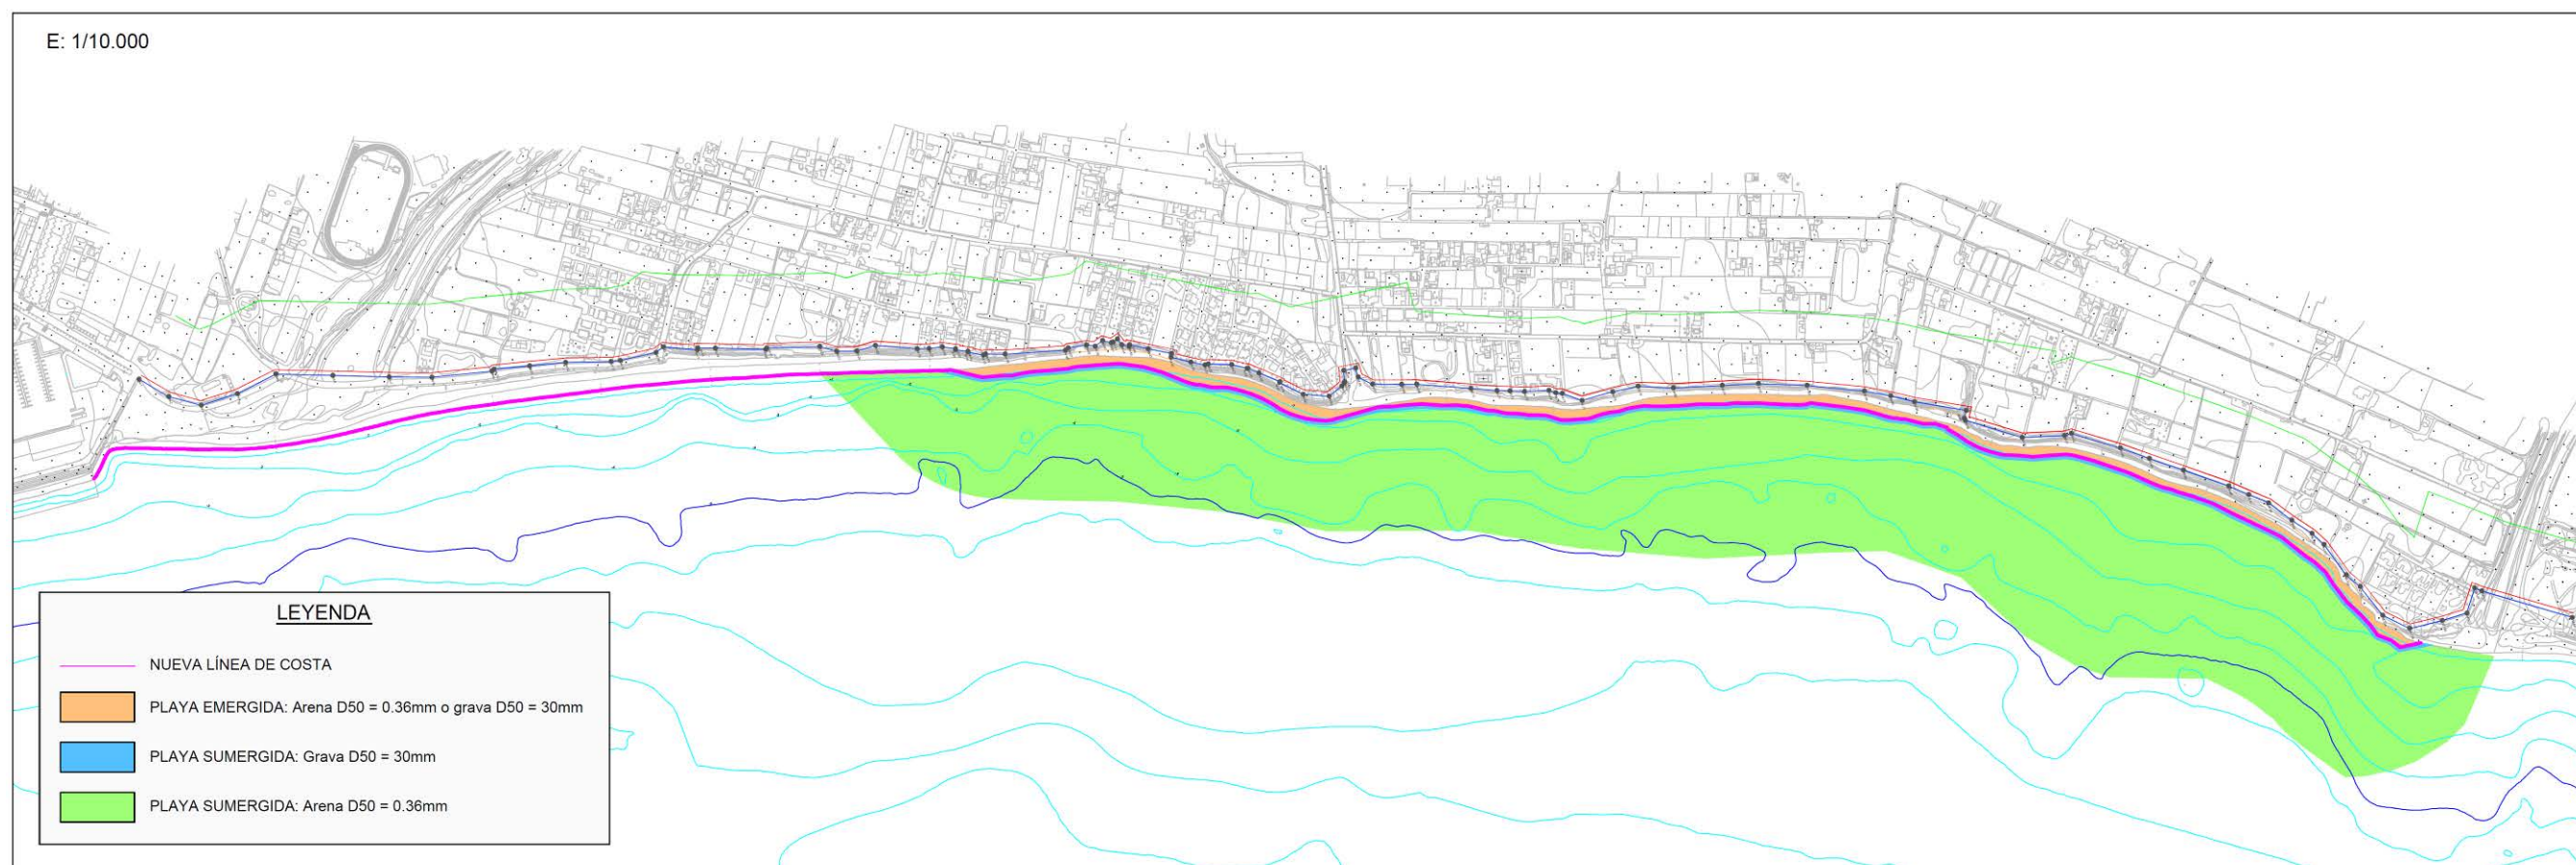 E: 1/10.000
LEYENDA
NUEVA LÍNEA DE COSTA
PLAYA EMERGIDA: Arena D50 = 0.36mm o grava D50 = 30mm
PLAYA SUMERGIDA: Grava D50 = 30mm
PLAYA SUMERGIDA: Arena D50 = 0.36mm